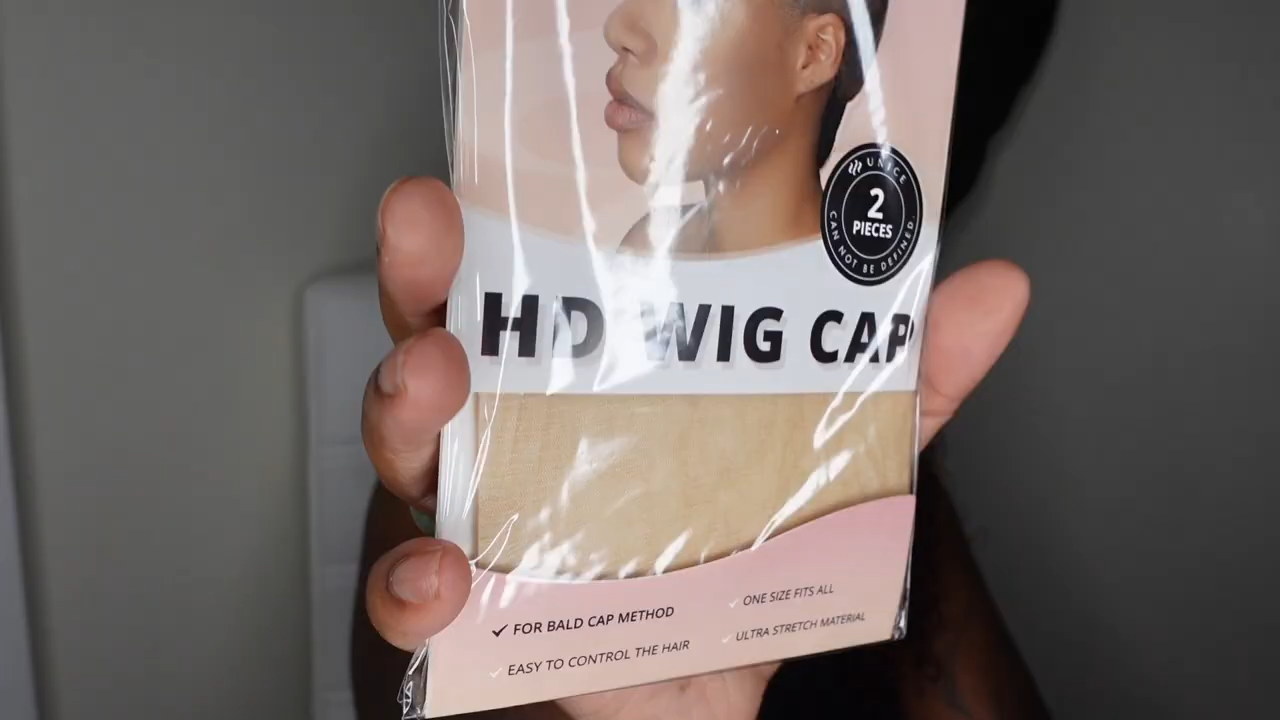 UNICE
2
PIECES
CAN NOT BE DEFINED.
HD WIG CAP
✓ FOR BALD CAP METHOD
✓ ONE SIZE FITS ALL
✓ EASY TO CONTROL THE HAIR
✓ ULTRA STRETCH MATERIAL